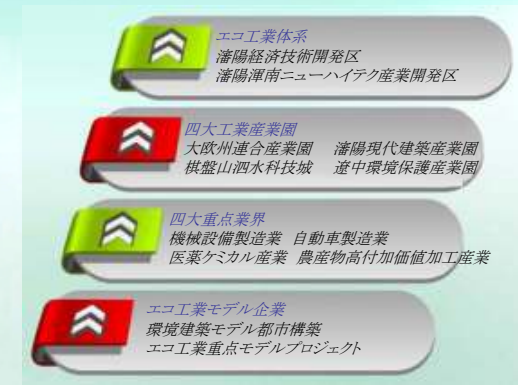 エコ工業体系
瀋陽経済技術開発区
瀋陽渾南ニューハイテク産業開発区
四大工業産業園
大欧州連合産業園 瀋陽現代建築産業園
棋盤山泗水科技城 遼中環境保護産業園
四大重点業界
機械設備製造業 自動車製造業
医薬ケミカル産業 農産物高付加価値加工産業
エコ工業モデル企業
環境建築モデル都市構築
エコ工業重点モデルプロジェクト